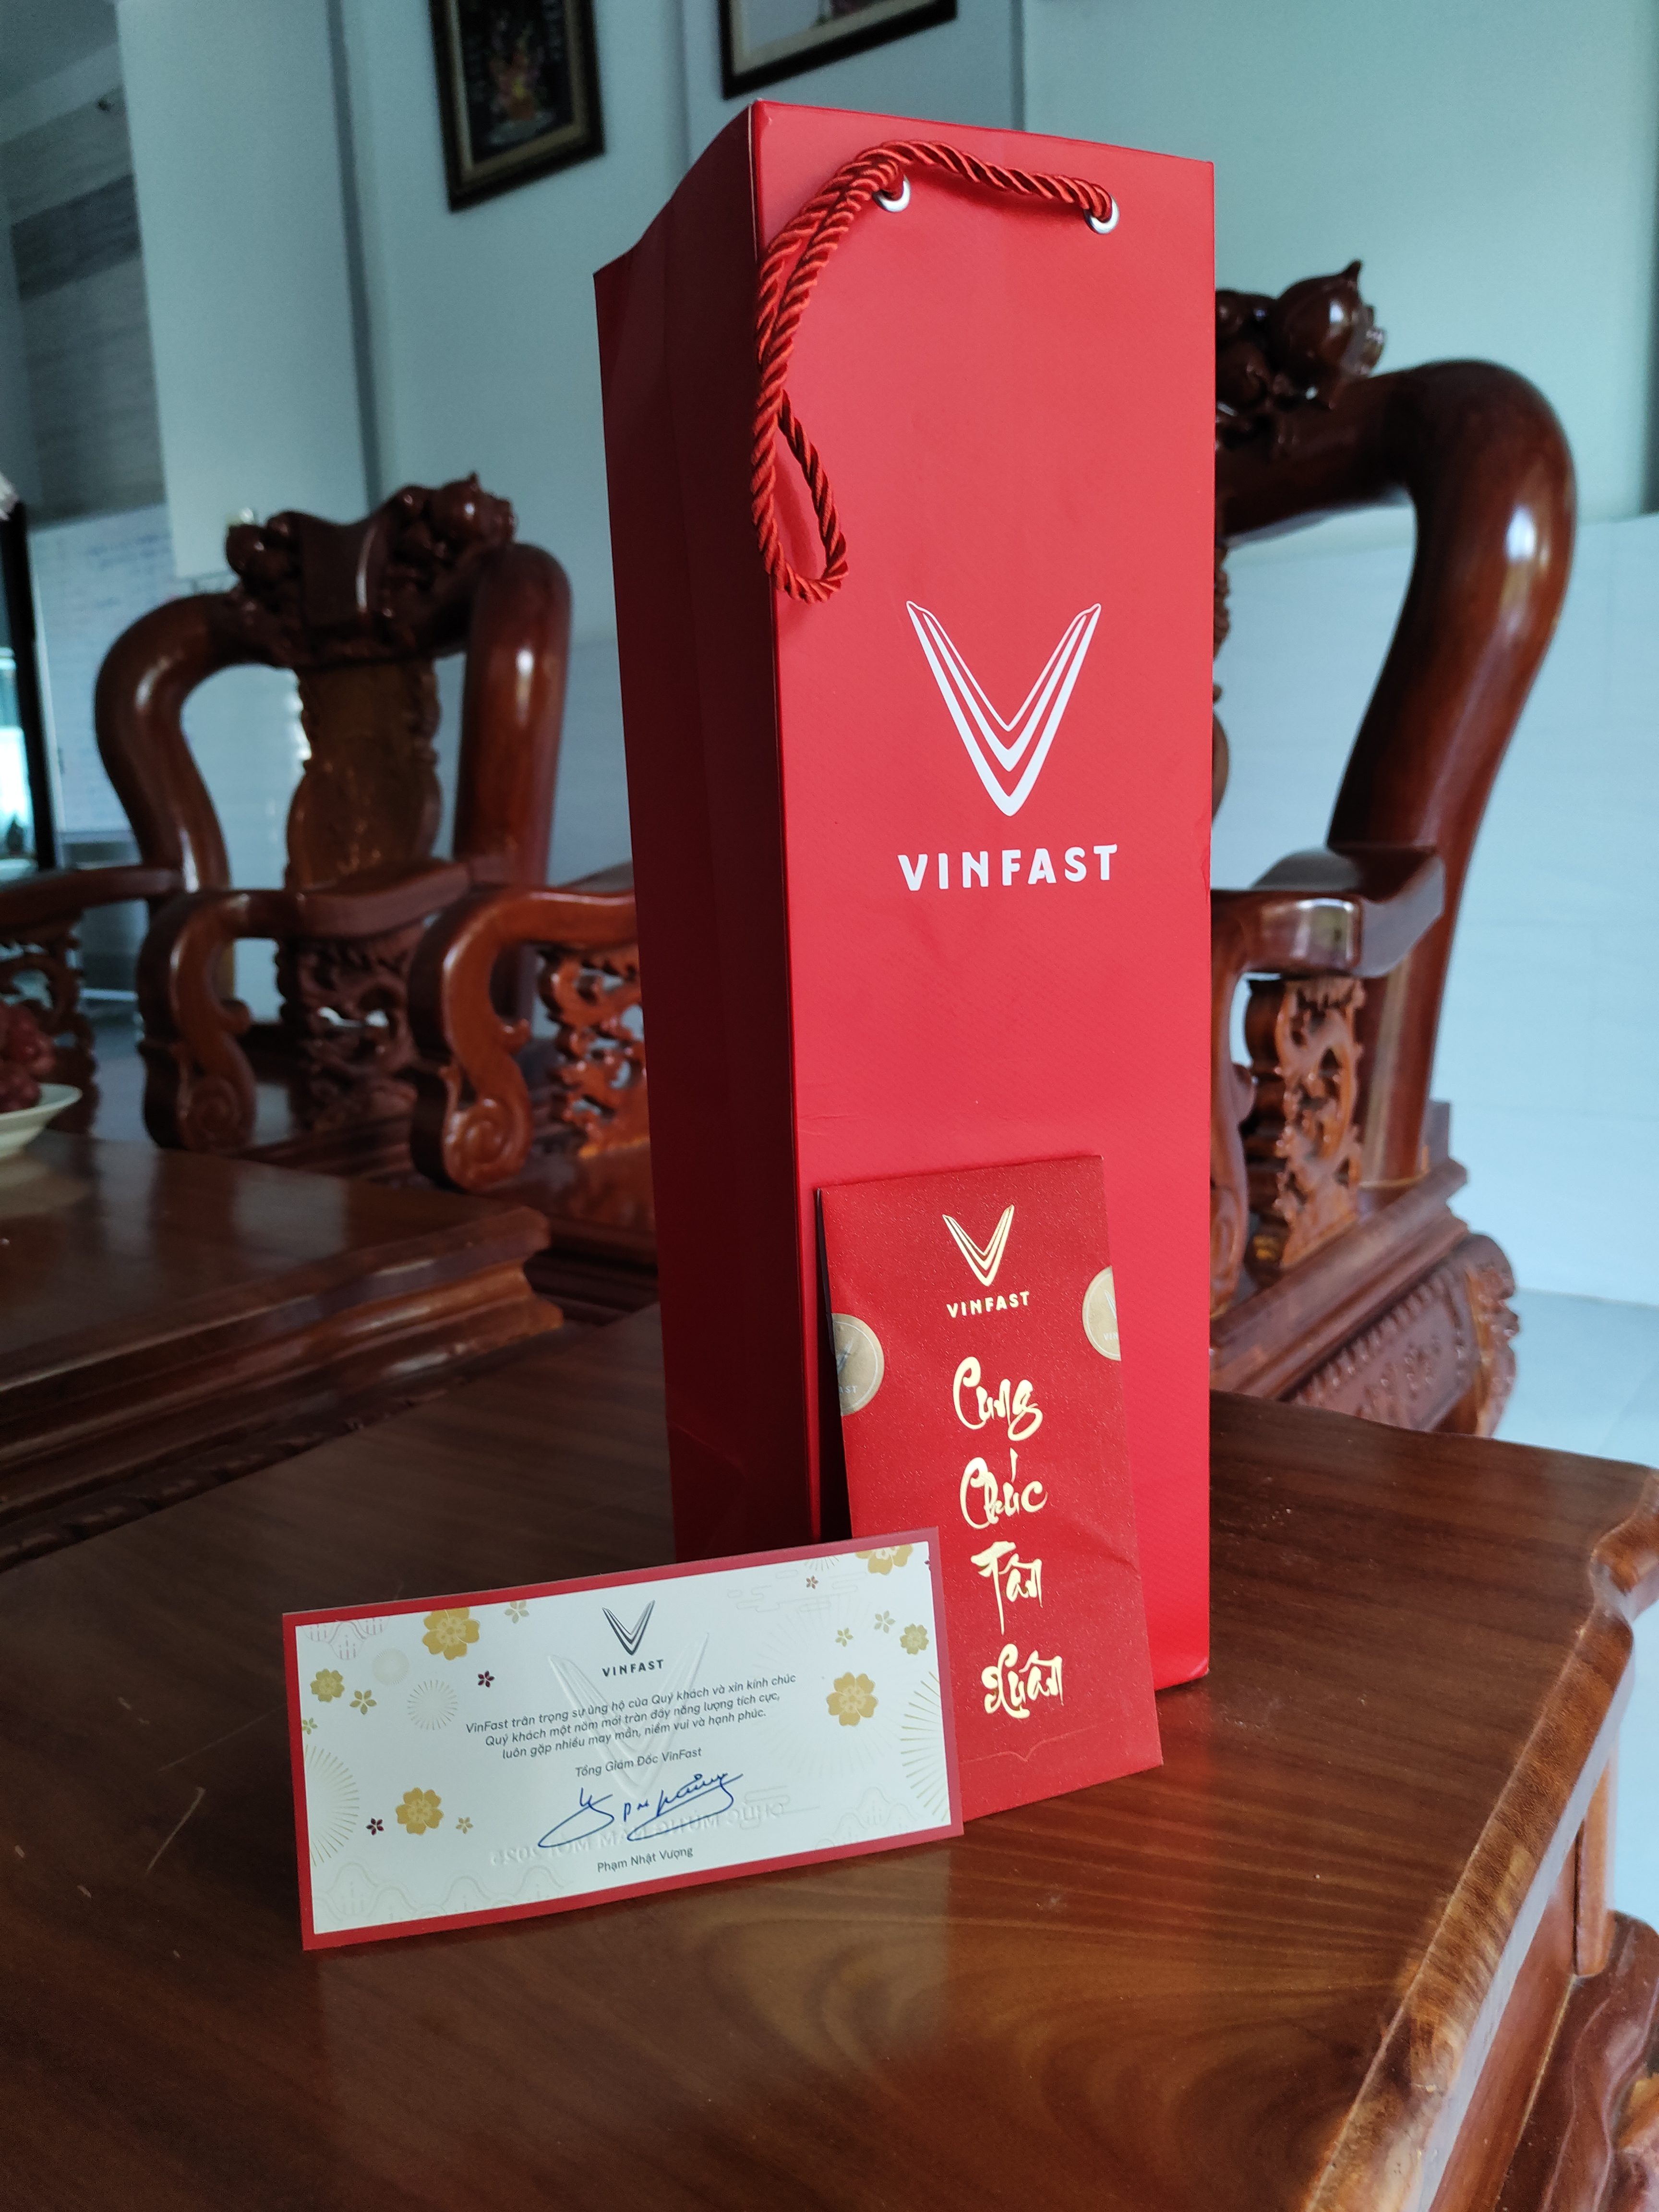 VINFAST
VINFAST
Cung
Chúc
Tân
Xuân
VINFAST
VinFast trân trọng sự ủng hộ của Quý khách và xin kính chúc
Quý khách một năm mới tràn đầy năng lượng tích cực,
luôn gặp nhiều may mắn, niềm vui và hạnh phúc.
Tổng Giám Đốc VinFast
Phạm Nhật Vượng